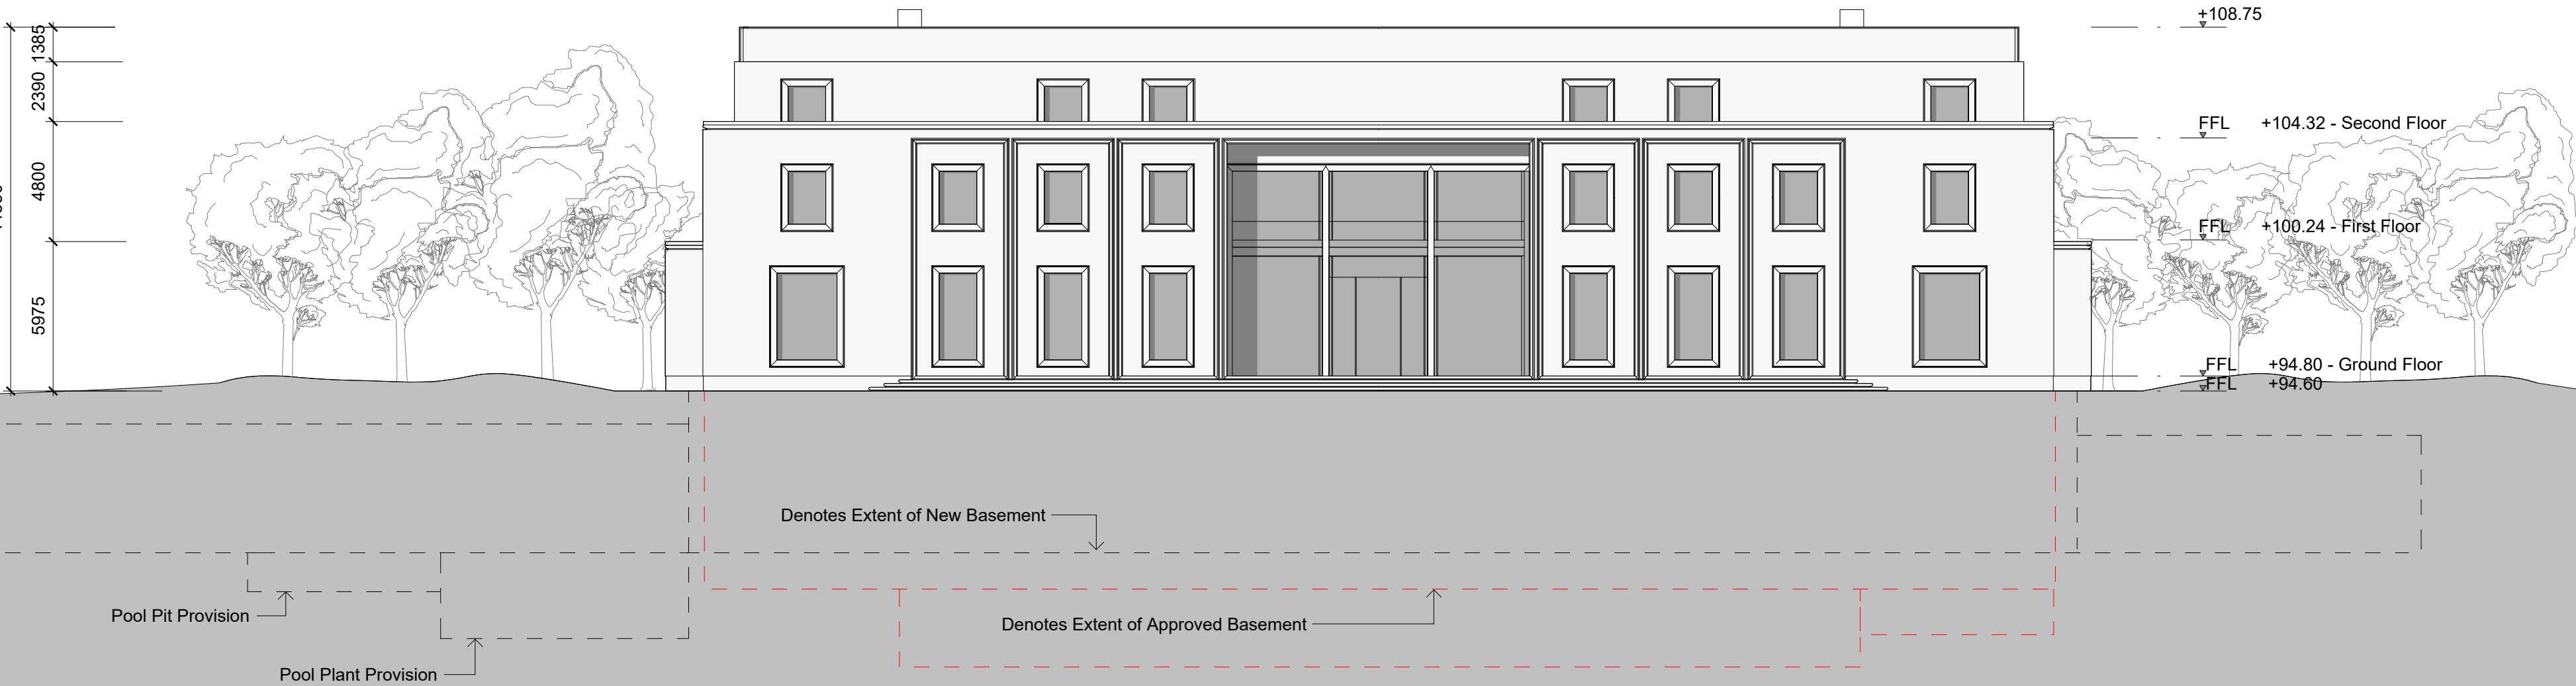 1385
2390
4800
5975
+108.75
FFL +104.32 - Second Floor
FFL +100.24 - First Floor
FFL +94.80 - Ground Floor
FFL +94.60
Denotes Extent of New Basement
Pool Pit Provision
Denotes Extent of Approved Basement
Pool Plant Provision